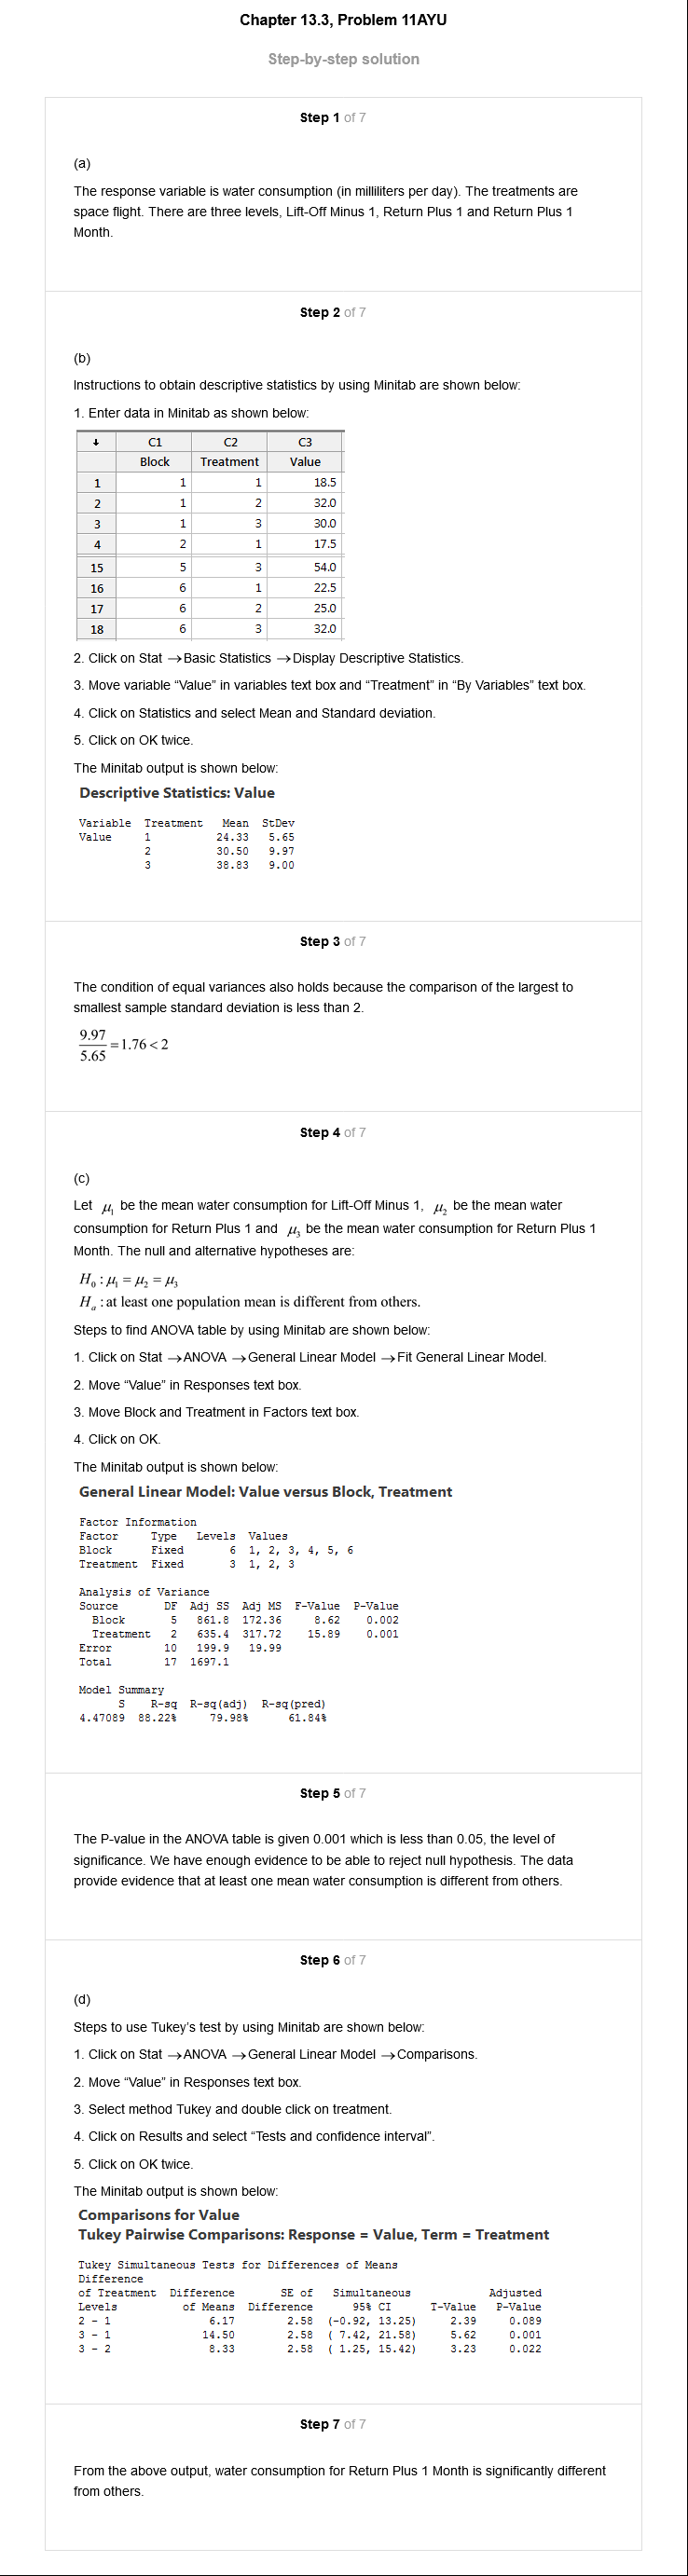 Chapter 13.3, Problem 11AYU
Step-by-step solution
Step 1 of 7
(a)
The response variable is water consumption (in milliliters per day). The treatments are
space flight. There are three levels, Lift-Off Minus 1, Return Plus 1 and Return Plus 1
Month.
Step 2 of 7
(b)
Instructions to obtain descriptive statistics by using Minitab are shown below:
1. Enter data in Minitab as shown below:
↓ C1 C2 C3
Block Treatment Value
1 1 1 18.5
2 1 2 32.0
3 1 3 30.0
4 2 1 17.5
15 5 3 54.0
16 6 1 22.5
17 6 2 25.0
18 6 3 32.0
2. Click on Stat →Basic Statistics →Display Descriptive Statistics.
3. Move variable “Value” in variables text box and “Treatment” in “By Variables” text box.
4. Click on Statistics and select Mean and Standard deviation.
5. Click on OK twice.
The Minitab output is shown below:
Descriptive Statistics: Value
Variable Treatment Mean StDev
Value 1 24.33 5.65
2 30.50 9.97
3 38.83 9.00
Step 3 of 7
The condition of equal variances also holds because the comparison of the largest to
smallest sample standard deviation is less than 2.
9.97/5.65 = 1.76 < 2
Step 4 of 7
(c)
Let μ₁ be the mean water consumption for Lift-Off Minus 1, μ₂ be the mean water
consumption for Return Plus 1 and μ₃ be the mean water consumption for Return Plus 1
Month. The null and alternative hypotheses are:
H₀ : μ₁ = μ₂ = μ₃
Hₐ : at least one population mean is different from others.
Steps to find ANOVA table by using Minitab are shown below:
1. Click on Stat →ANOVA →General Linear Model →Fit General Linear Model.
2. Move “Value” in Responses text box.
3. Move Block and Treatment in Factors text box.
4. Click on OK.
The Minitab output is shown below:
General Linear Model: Value versus Block, Treatment
Factor Information
Factor Type Levels Values
Block Fixed 6 1, 2, 3, 4, 5, 6
Treatment Fixed 3 1, 2, 3
Analysis of Variance
Source DF Adj SS Adj MS F-Value P-Value
Block 5 861.8 172.36 8.62 0.002
Treatment 2 635.4 317.72 15.89 0.001
Error 10 199.9 19.99
Total 17 1697.1
Model Summary
S R-sq R-sq(adj) R-sq(pred)
4.47089 88.22% 79.98% 61.84%
Step 5 of 7
The P-value in the ANOVA table is given 0.001 which is less than 0.05, the level of
significance. We have enough evidence to be able to reject null hypothesis. The data
provide evidence that at least one mean water consumption is different from others.
Step 6 of 7
(d)
Steps to use Tukey’s test by using Minitab are shown below:
1. Click on Stat →ANOVA →General Linear Model →Comparisons.
2. Move “Value” in Responses text box.
3. Select method Tukey and double click on treatment.
4. Click on Results and select “Tests and confidence interval”.
5. Click on OK twice.
The Minitab output is shown below:
Comparisons for Value
Tukey Pairwise Comparisons: Response = Value, Term = Treatment
Tukey Simultaneous Tests for Differences of Means
Difference
of Treatment Difference SE of Simultaneous Adjusted
Levels of Means Difference 95% CI T-Value P-Value
2 - 1 6.17 2.58 (-0.92, 13.25) 2.39 0.089
3 - 1 14.50 2.58 ( 7.42, 21.58) 5.62 0.001
3 - 2 8.33 2.58 ( 1.25, 15.42) 3.23 0.022
Step 7 of 7
From the above output, water consumption for Return Plus 1 Month is significantly different
from others.